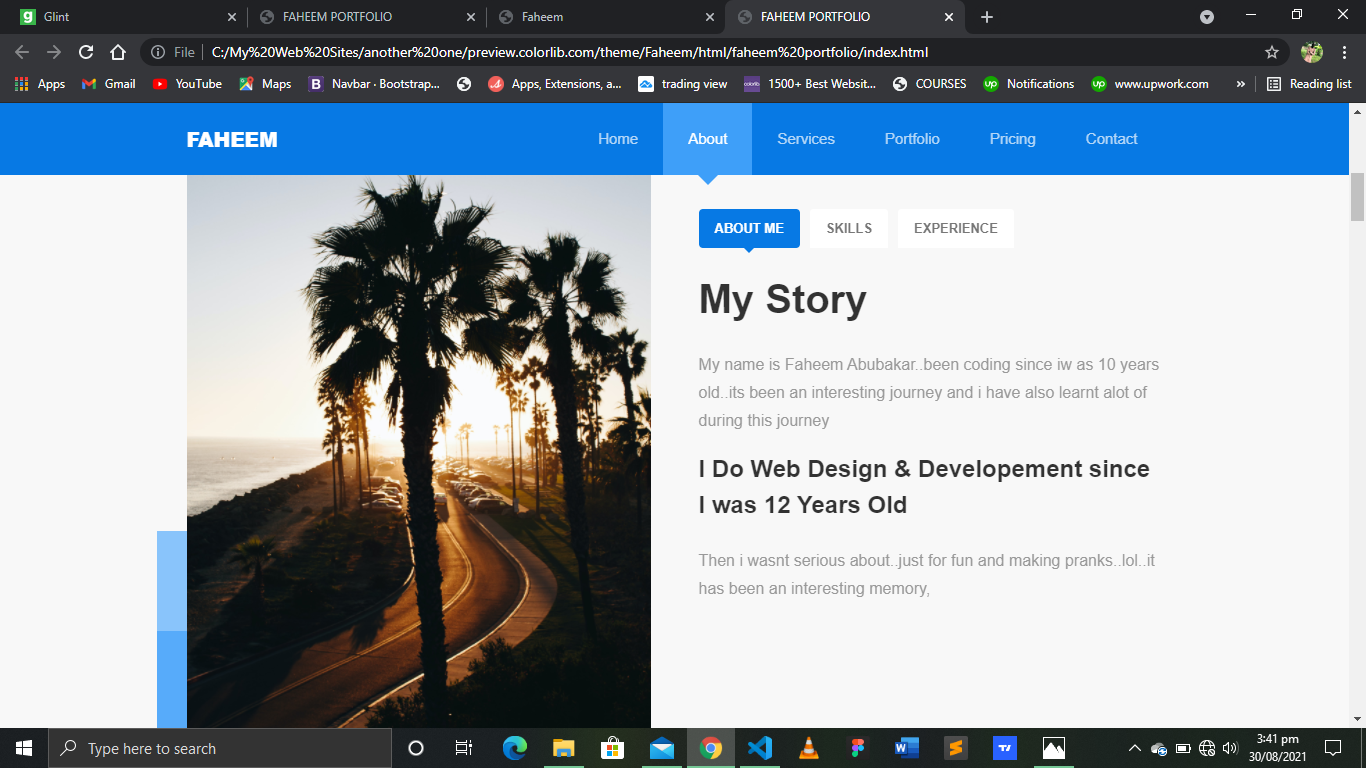 Glint
FAHEEM PORTFOLIO
Faheem
FAHEEM PORTFOLIO
File
C:/My%20Web%20Sites/another%20one/preview.colorlib.com/theme/Faheem/html/faheem%20portfolio/index.html
Apps
Gmail
YouTube
Maps
B
Navbar · Bootstrap...
Apps, Extensions, a...
trading view
1500+ Best Websit...
COURSES
up
Notifications
up
www.upwork.com
»
Reading list
FAHEEM
Home
About
Services
Portfolio
Pricing
Contact
ABOUT ME
SKILLS
EXPERIENCE
My Story
My name is Faheem Abubakar..been coding since iw as 10 years
old..its been an interesting journey and i have also learnt alot of
during this journey
I Do Web Design & Developement since
I was 12 Years Old
Then i wasnt serious about..just for fun and making pranks..lol..it
has been an interesting memory,
Type here to search
3:41 pm
30/08/2021